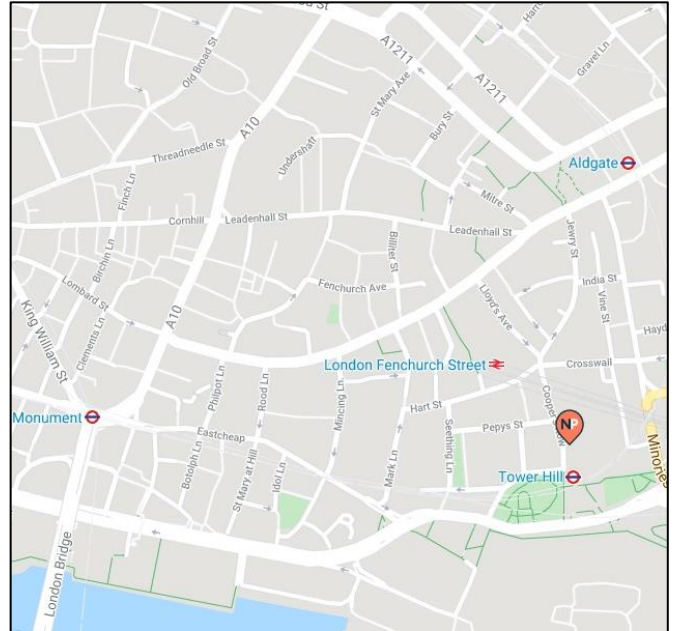 A1211
Old Broad St
A10
St Mary Axe
A1211
Gravel Ln
Bury St
Threadneedle St
Undershaft
Aldgate
Finch Ln
Mitre St
Cornhill
Leadenhall St
Leadenhall St
Jewry St
Billiter St
Birchin Ln
Lombard St
Fenchurch Ave
Lloyd's Ave
India St
Vine St
King William St
A10
Clements Ln
Hayd
London Fenchurch Street
Crosswall
Philpot Ln
Rood Ln
Mincing Ln
Hart St
Monument
Eastcheap
Seething Ln
Pepys St
NP
Minories
Botolph Ln
St Mary at Hill
Idol Ln
Mark Ln
Tower Hill
London Bridge